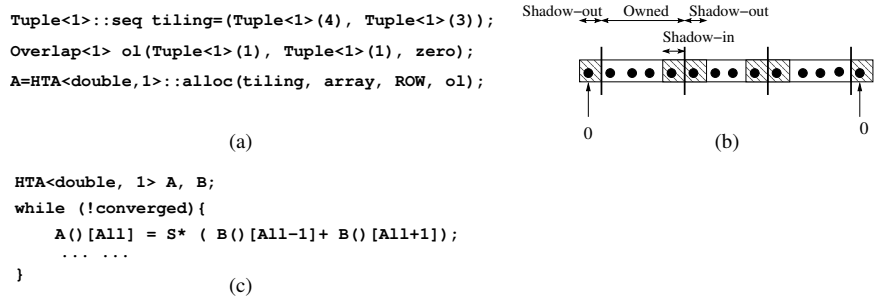 Tuple<1>::seq tiling=(Tuple<1>(4), Tuple<1>(3));
Overlap<1> ol(Tuple<1>(1), Tuple<1>(1), zero);
A=HTA<double,1>::alloc(tiling, array, ROW, ol);
(a)
Shadow-out Owned Shadow-out
Shadow-in
0 0
(b)
HTA<double, 1> A, B;
while (!converged){
A()[All] = S* ( B()[All-1]+ B()[All+1]);
... ...
}
(c)